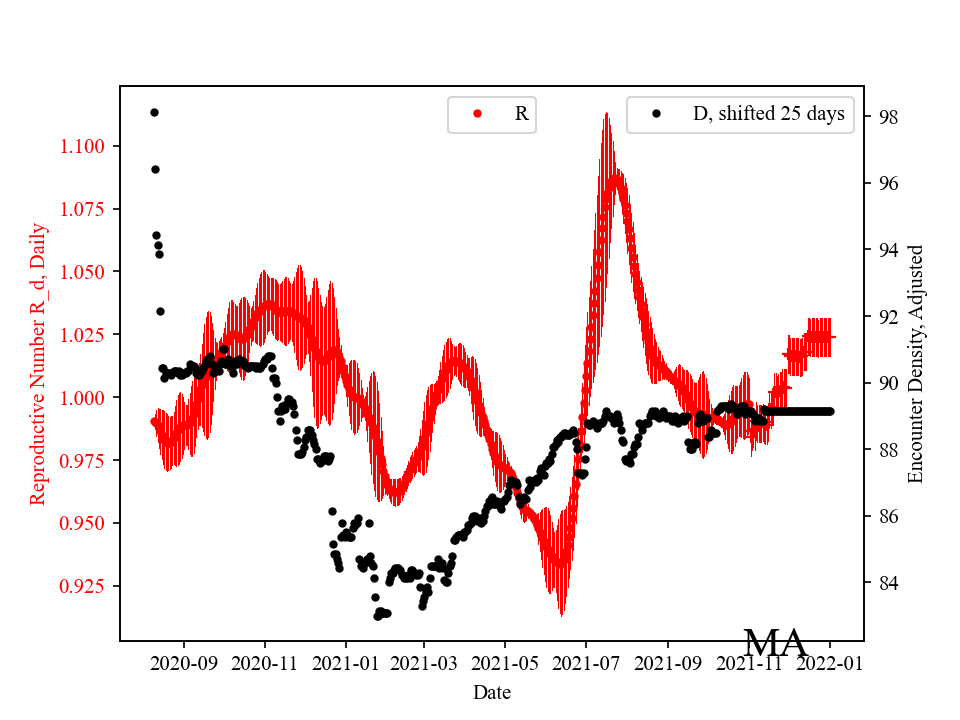 R
D, shifted 25 days
1.100
1.075
1.050
1.025
1.000
0.975
0.950
0.925
Reproductive Number R_d, Daily
98
96
94
92
90
88
86
84
Encounter Density, Adjusted
MA
2020-09 2020-11 2021-01 2021-03 2021-05 2021-07 2021-09 2021-11 2022-01
Date